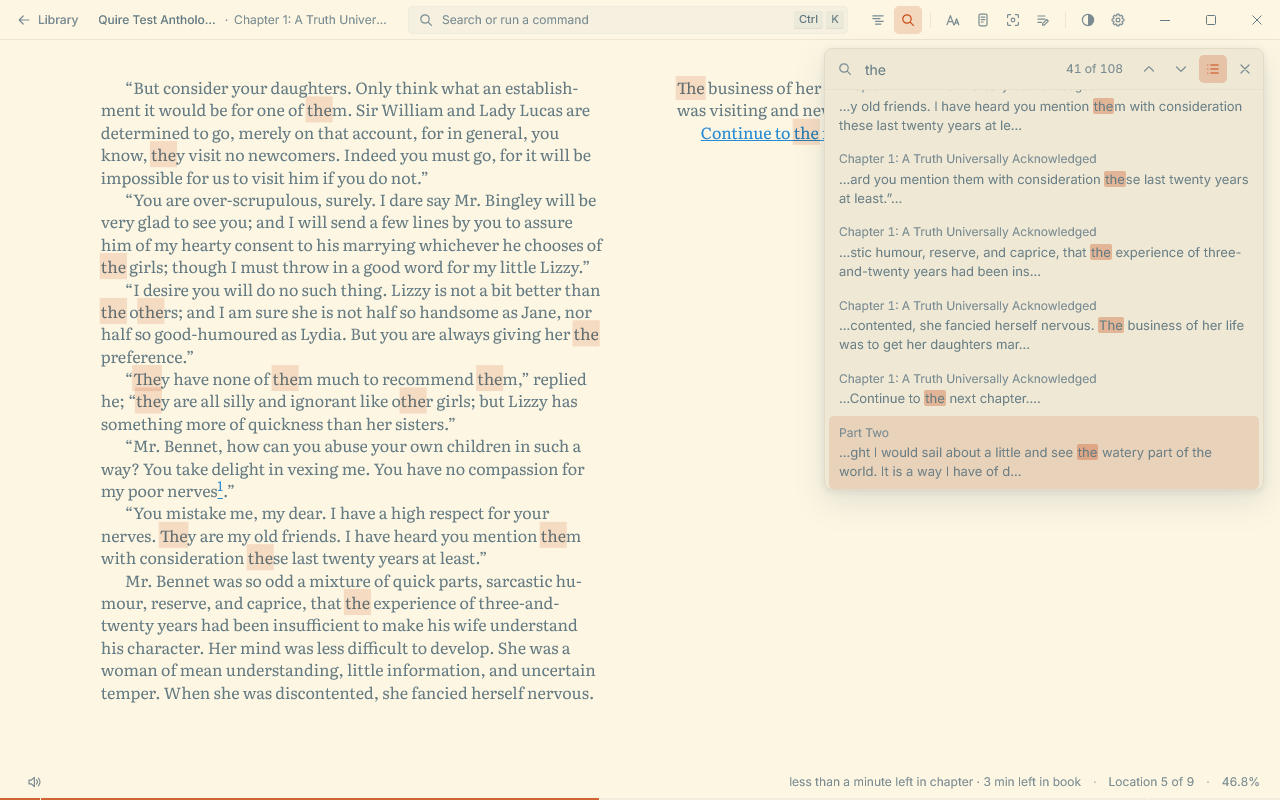 Library
Quire Test Antholo... · Chapter 1: A Truth Univer...
Search or run a command
Ctrl K
“But consider your daughters. Only think what an establish-
ment it would be for one of them. Sir William and Lady Lucas are
determined to go, merely on that account, for in general, you
know, they visit no newcomers. Indeed you must go, for it will be
impossible for us to visit him if you do not.”
“You are over-scrupulous, surely. I dare say Mr. Bingley will be
very glad to see you; and I will send a few lines by you to assure
him of my hearty consent to his marrying whichever he chooses of
the girls; though I must throw in a good word for my little Lizzy.”
“I desire you will do no such thing. Lizzy is not a bit better than
the others; and I am sure she is not half so handsome as Jane, nor
half so good-humoured as Lydia. But you are always giving her the
preference.”
“They have none of them much to recommend them,” replied
he; “they are all silly and ignorant like other girls; but Lizzy has
something more of quickness than her sisters.”
“Mr. Bennet, how can you abuse your own children in such a
way? You take delight in vexing me. You have no compassion for
my poor nerves1.”
“You mistake me, my dear. I have a high respect for your
nerves. They are my old friends. I have heard you mention them
with consideration these last twenty years at least.”
Mr. Bennet was so odd a mixture of quick parts, sarcastic hu-
mour, reserve, and caprice, that the experience of three-and-
twenty years had been insufficient to make his wife understand
his character. Her mind was less difficult to develop. She was a
woman of mean understanding, little information, and uncertain
temper. When she was discontented, she fancied herself nervous.
The business of her
was visiting and
Continue to the
the
41 of 108
...y old friends. I have heard you mention them with consideration
these last twenty years at le...
Chapter 1: A Truth Universally Acknowledged
...ard you mention them with consideration these last twenty years
at least.”...
Chapter 1: A Truth Universally Acknowledged
...stic humour, reserve, and caprice, that the experience of three-
and-twenty years had been ins...
Chapter 1: A Truth Universally Acknowledged
...contented, she fancied herself nervous. The business of her life
was to get her daughters mar...
Chapter 1: A Truth Universally Acknowledged
...Continue to the next chapter....
Part Two
...ght I would sail about a little and see the watery part of the
world. It is a way I have of d...
less than a minute left in chapter · 3 min left in book · Location 5 of 9 · 46.8%